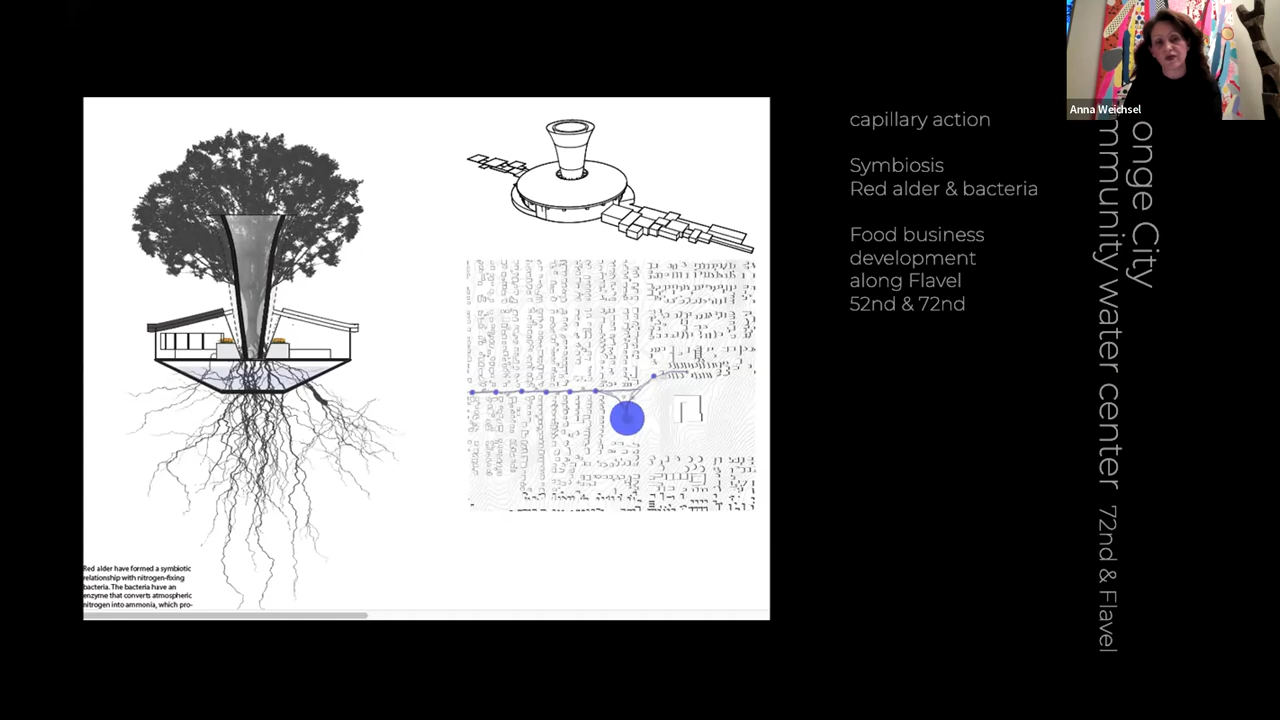 Anna Weichsel
capillary action
Symbiosis
Red alder & bacteria
Food business
development
along Flavel
52nd & 72nd
onge City
mmunity water center 72nd & Flavel
Red alder have formed a symbiotic
relationship with nitrogen-fixing
bacteria. The bacteria have an
enzyme that converts atmospheric
nitrogen into ammonia, which pro-